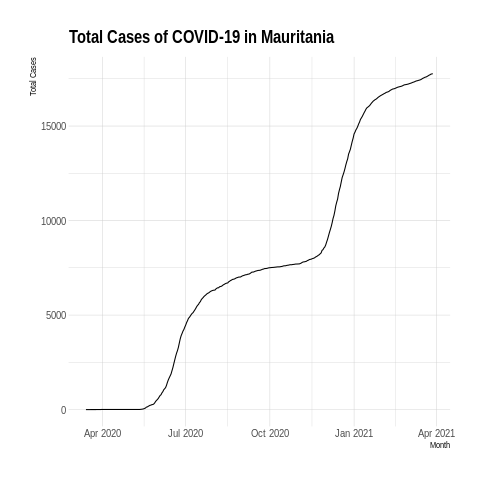 Total Cases of COVID-19 in Mauritania
Total Cases
15000
10000
5000
0
Apr 2020 Jul 2020 Oct 2020 Jan 2021 Apr 2021
Month